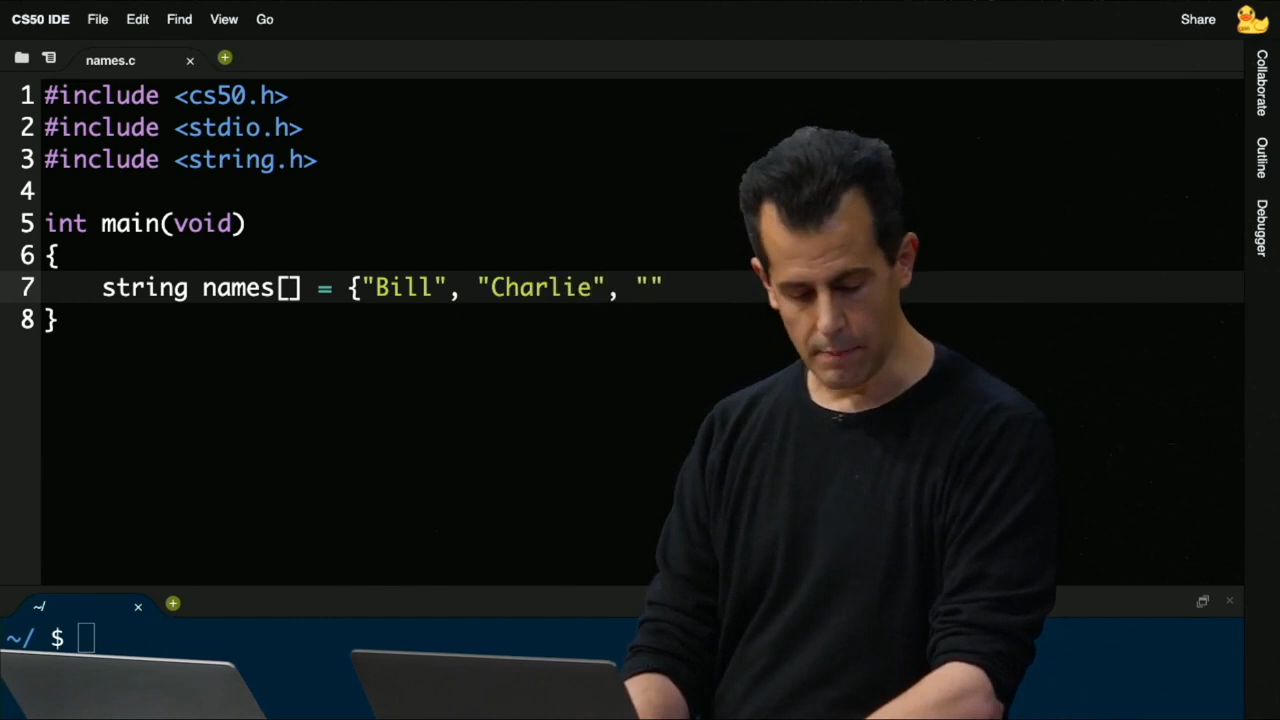 CS50 IDE File Edit Find View Go Share
names.c
1 #include <cs50.h>
2 #include <stdio.h>
3 #include <string.h>
4
5 int main(void)
6 {
7 string names[] = {"Bill", "Charlie", ""
8 }
~/
~/ $
Collaborate
Outline
Debugger